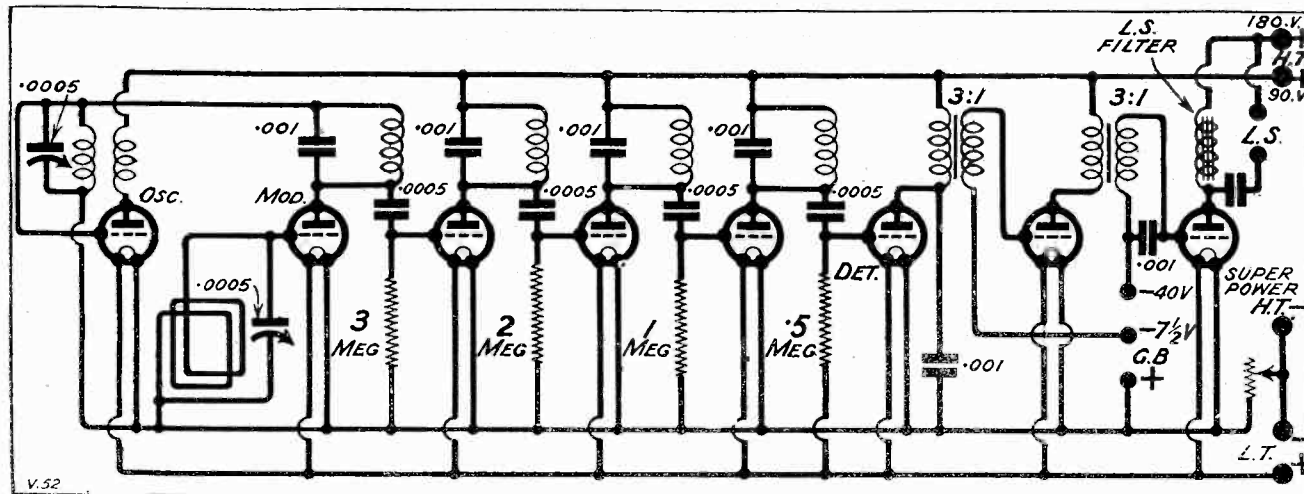 180.V.
L.S.
FILTER
H.T.
90.V
.0005
3:1
3:1
.001
.001
.001
.001
L.S.
OSC.
MOD.
.0005
.0005
.0005
.0005
DET.
.0005
.001
SUPER
POWER
3
MEG
2
MEG
1
MEG
.5
MEG
-40V
H.T.-
-7½V
.001
G.B
+
L.T.
-
+
V.52